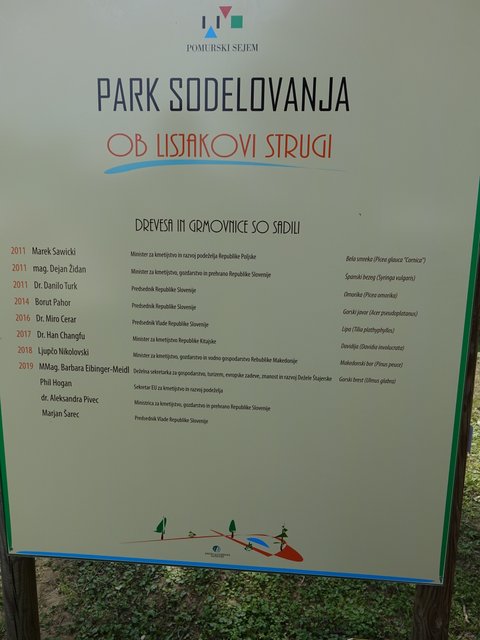 POMURSKI SEJEM
PARK SODELOVANJA
OB LISJAKOVI STRUGI
DREVESA IN GRMOVNICE SO SADILI
2011 Marek Sawicki Minister za kmetijstvo in razvoj podeželja Republike Poljske Bela smreka (Picea glauca "Cornica")
2011 mag. Dejan Židan Minister za kmetijstvo, gozdarstvo in prehrano Republike Slovenije Španski bezeg (Syringa vulgaris)
2011 Dr. Danilo Turk Predsednik Republike Slovenije Omorika (Picea omorika)
2014 Borut Pahor Predsednik Republike Slovenije Gorski javor (Acer pseudoplatanus)
2016 Dr. Miro Cerar Predsednik Vlade Republike Slovenije Lipa (Tilia plathyphyllos)
2017 Dr. Han Changfu Minister za kmetijstvo Republike Kitajske Davidija (Davidia involucrata)
2018 Ljupčo Nikolovski Minister za kmetijstvo, gozdarstvo in vodno gospodarstvo Rebublike Makedonije Makedonski bor (Pinus peuce)
2019 MMag. Barbara Eibinger-Meidl Deželna sekretarka za gospodarstvo, turizem, evropske zadeve, znanost in razvoj Dežele Štajerske Gorski brest (Ulmus glabra)
Phil Hogan Sekretar EU za kmetijstvo in razvoj podeželja
dr. Aleksandra Pivec Ministrica za kmetijstvo, gozdarstvo in prehrano Republike Slovenije
Marjan Šarec Predsednik Vlade Republike Slovenije